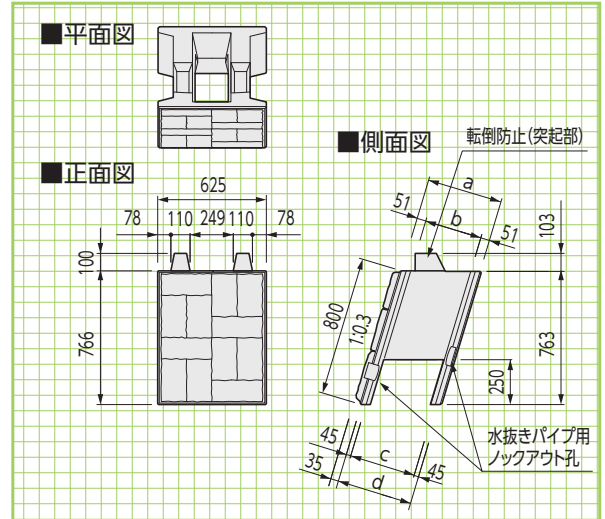 ■平面図
■正面図
625
78 110 249 110 78
100
766
■側面図
転倒防止(突起部)
a
51 b 51
103
800
1:0.3
763
250
45 c 45
35 d
水抜きパイプ用
ノックアウト孔